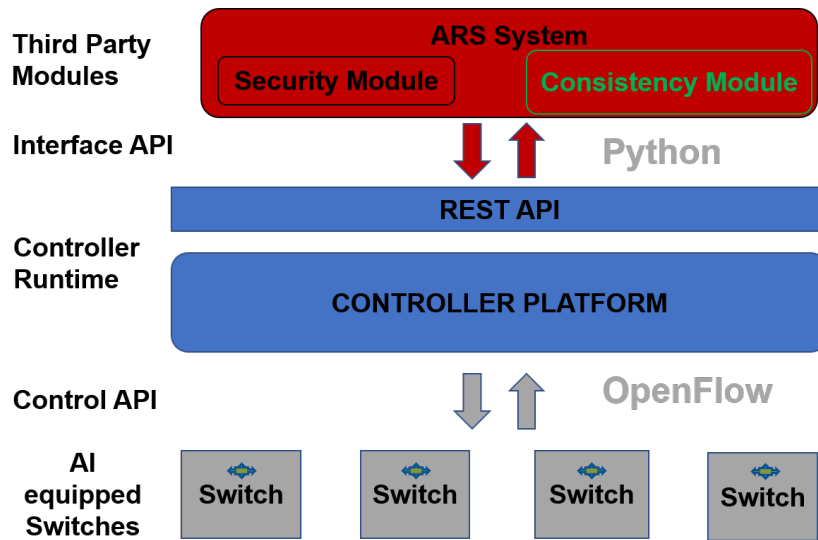 Third Party
Modules
ARS System
Security Module
Consistency Module
Interface API
Python
REST API
Controller
Runtime
CONTROLLER PLATFORM
Control API
OpenFlow
AI
equipped
Switches
Switch
Switch
Switch
Switch